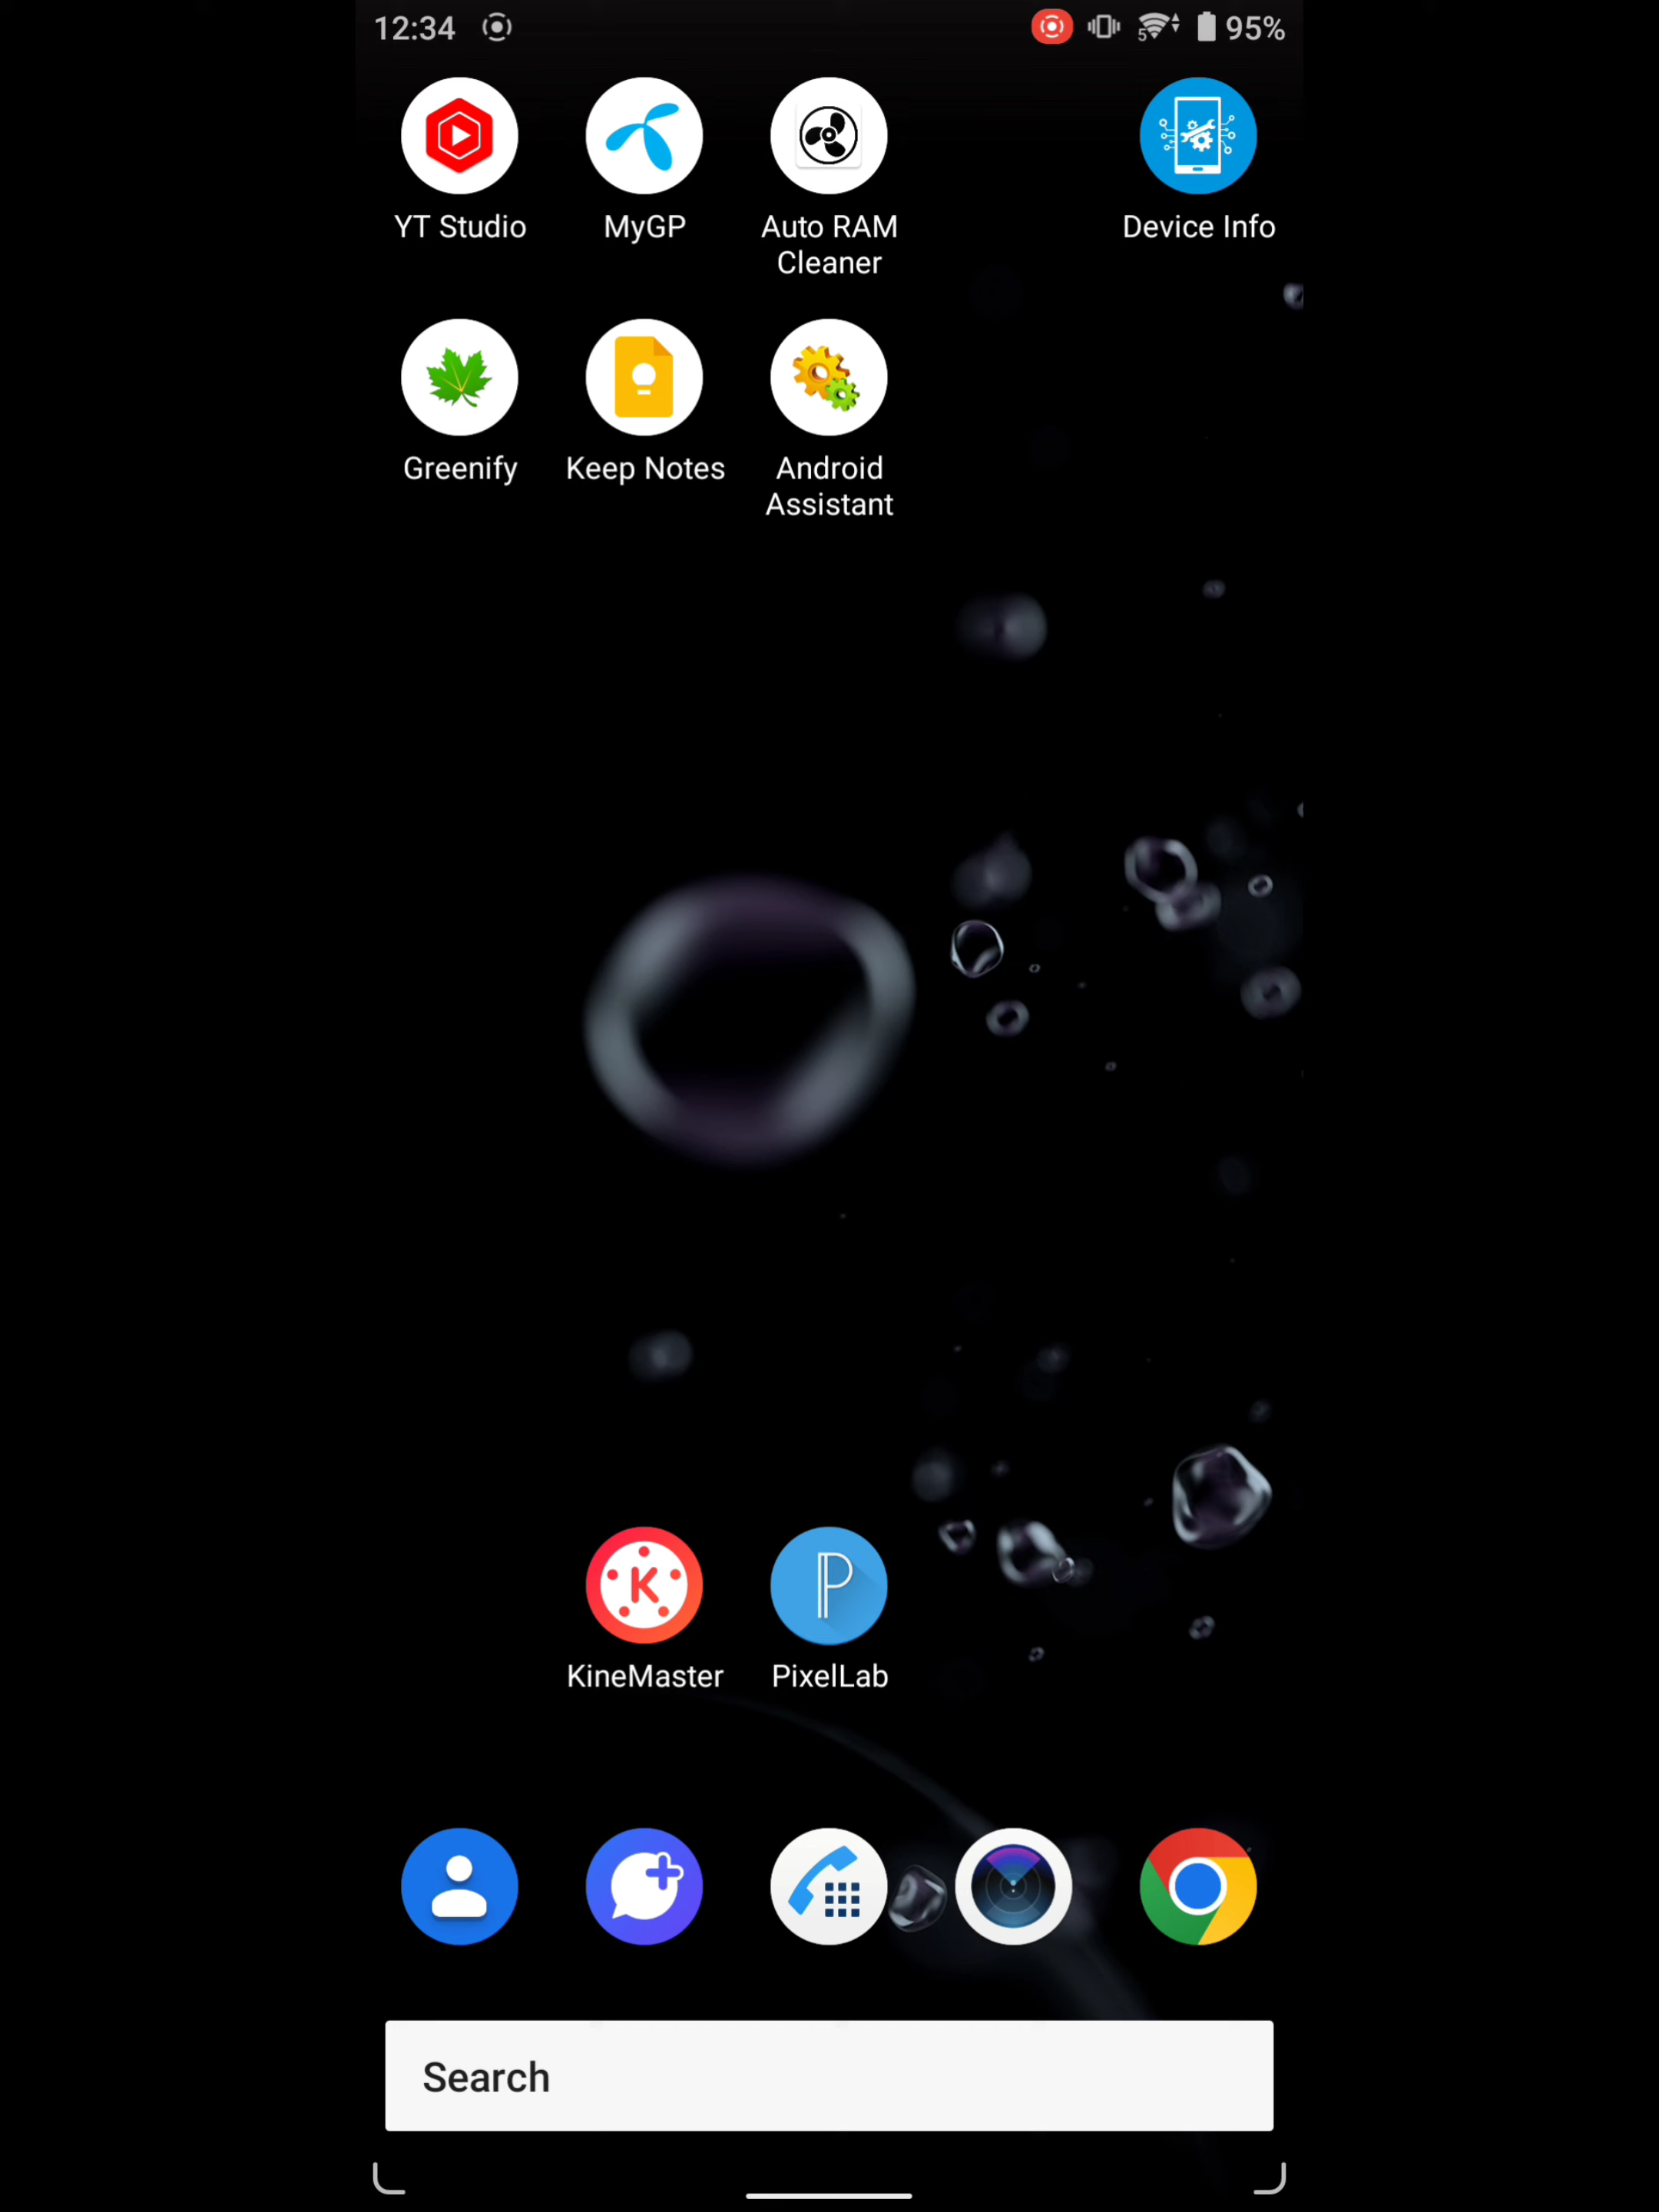 12:34
5
95%
YT Studio
MyGP
Auto RAM
Cleaner
Device Info
Greenify
Keep Notes
Android
Assistant
K
KineMaster
P
PixelLab
Search